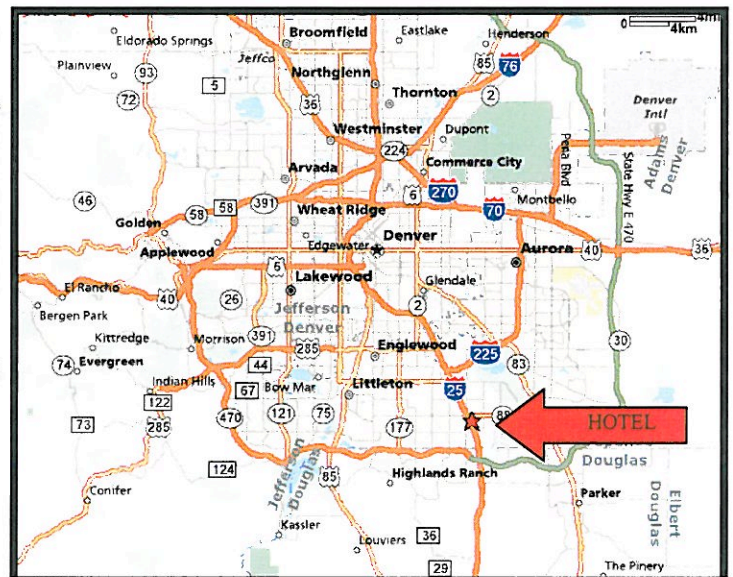 4mi
0 4km
Eldorado Springs
Broomfield
Eastlake
Henderson
Plainview
93
Jeffco
85
76
5
Northglenn
72
36
Thornton
2
Denver
Intl
Westminster
Dupont
224
Pena Blvd
State Hwy E 470
Adams
Denver
Arvada
Commerce City
270
6
46
58
58
391
70
Montbello
Golden
Wheat Ridge
Applewood
Edgewater
Denver
Aurora
40
36
6
El Rancho
40
Lakewood
Glendale
Bergen Park
26
Jefferson
Denver
2
Kittredge
Morrison
391
285
Englewood
225
83
30
74
Evergreen
44
Indian Hills
67
Bow Mar
Littleton
25
122
88
HOTEL
73
285
470
121
75
177
Douglas
124
Jefferson
Douglas
85
Highlands Ranch
Conifer
Parker
Elbert
Douglas
Kassler
36
Louviers
29
The Pinery